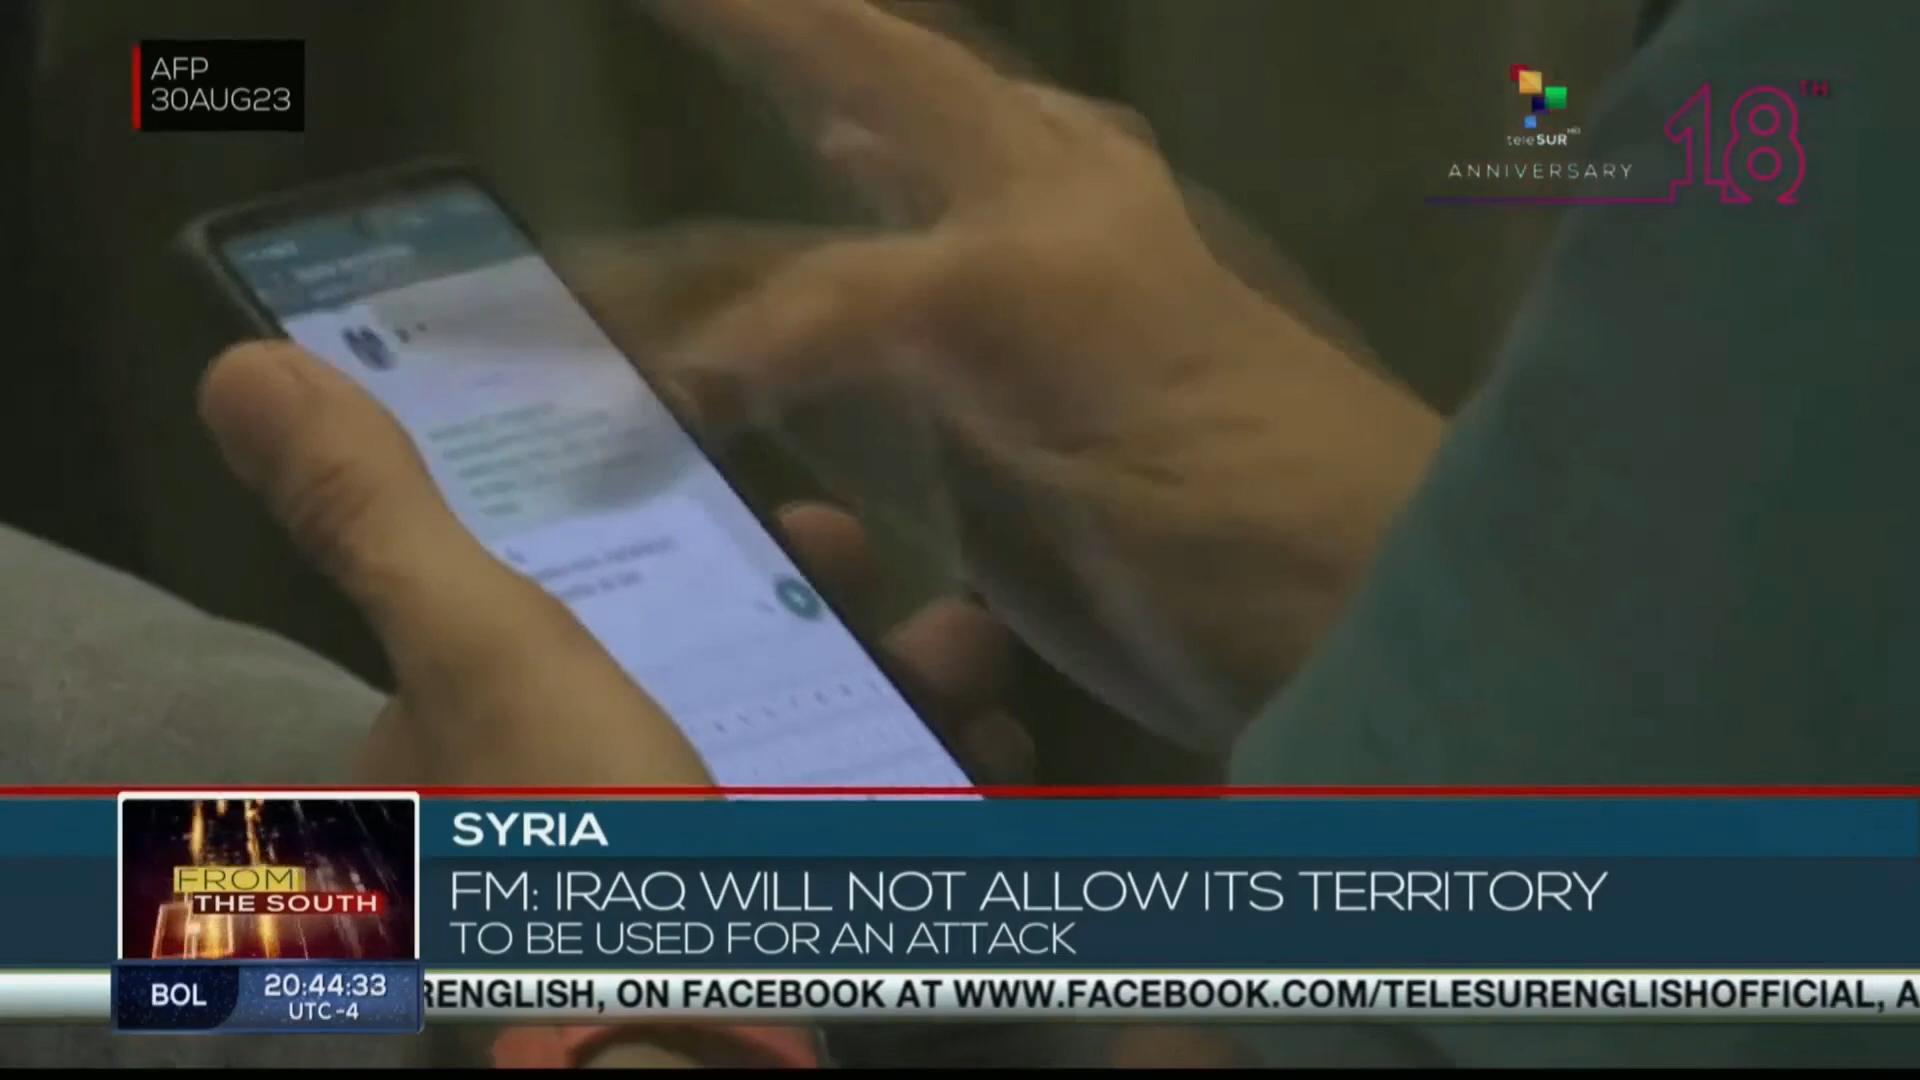 AFP
30AUG23
teleSUR HD
ANNIVERSARY
18TH
SYRIA
FM: IRAQ WILL NOT ALLOW ITS TERRITORY
TO BE USED FOR AN ATTACK
FROM
THE SOUTH
BOL
20:44:33
UTC-4
RENGLISH, ON FACEBOOK AT WWW.FACEBOOK.COM/TELESURENGLISHOFFICIAL, A